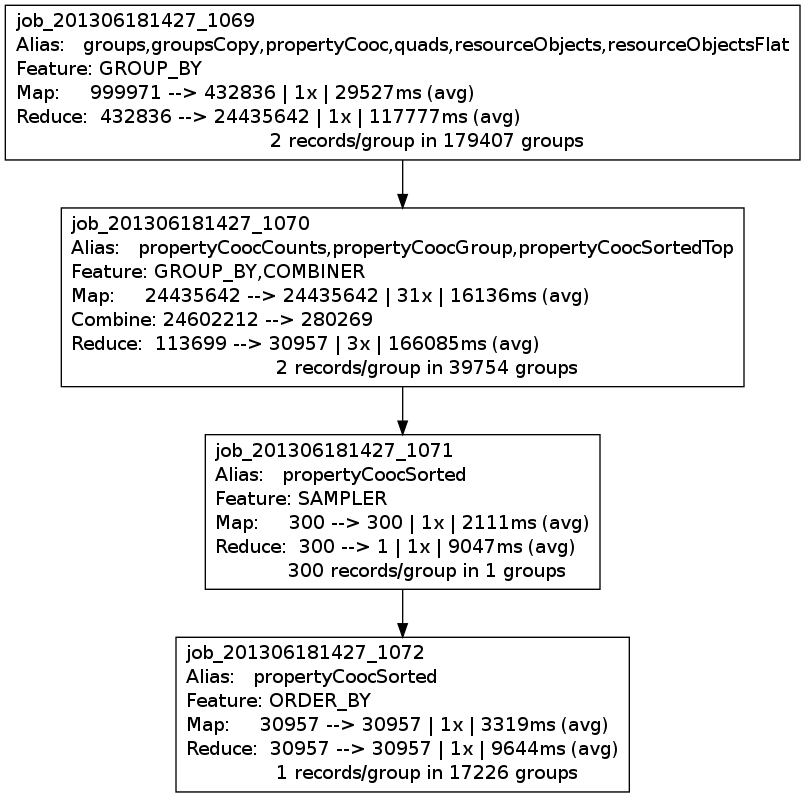 job_201306181427_1069
Alias: groups,groupsCopy,propertyCooc,quads,resourceObjects,resourceObjectsFlat
Feature: GROUP_BY
Map: 999971 --> 432836 | 1x | 29527ms (avg)
Reduce: 432836 --> 24435642 | 1x | 117777ms (avg)
2 records/group in 179407 groups
job_201306181427_1070
Alias: propertyCoocCounts,propertyCoocGroup,propertyCoocSortedTop
Feature: GROUP_BY,COMBINER
Map: 24435642 --> 24435642 | 31x | 16136ms (avg)
Combine: 24602212 --> 280269
Reduce: 113699 --> 30957 | 3x | 166085ms (avg)
2 records/group in 39754 groups
job_201306181427_1071
Alias: propertyCoocSorted
Feature: SAMPLER
Map: 300 --> 300 | 1x | 2111ms (avg)
Reduce: 300 --> 1 | 1x | 9047ms (avg)
300 records/group in 1 groups
job_201306181427_1072
Alias: propertyCoocSorted
Feature: ORDER_BY
Map: 30957 --> 30957 | 1x | 3319ms (avg)
Reduce: 30957 --> 30957 | 1x | 9644ms (avg)
1 records/group in 17226 groups